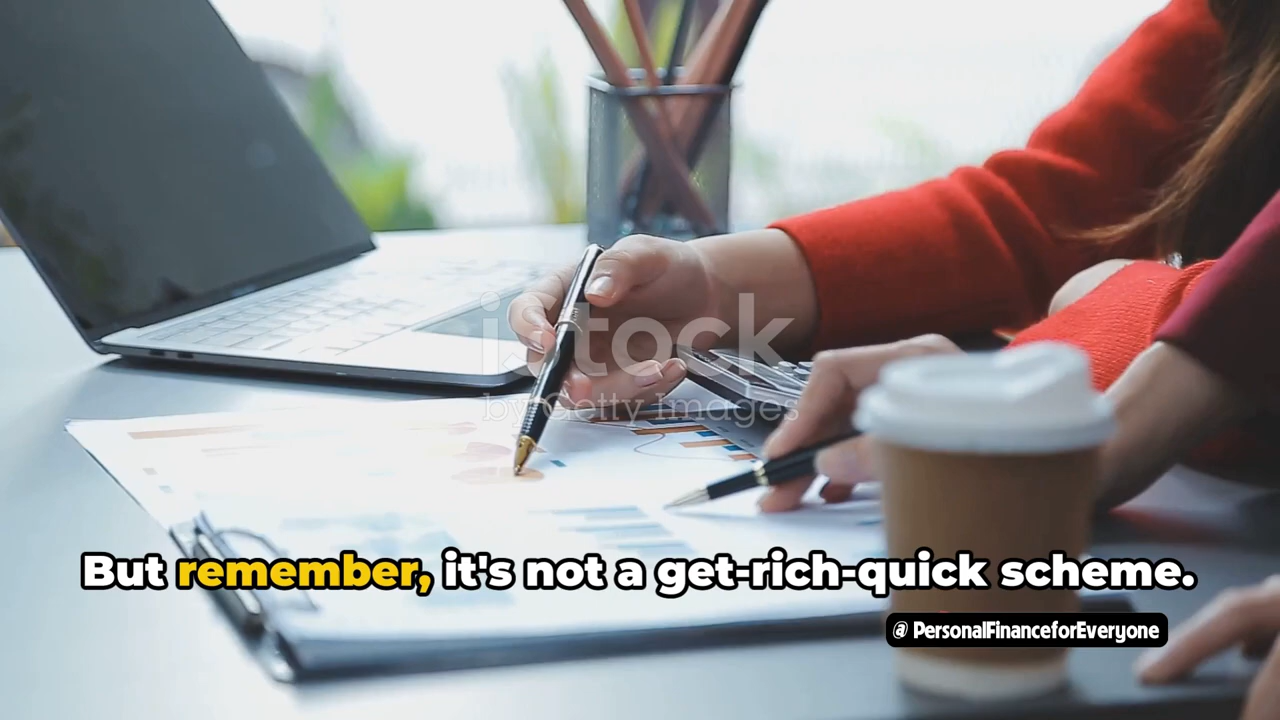 iStock
by Getty Images
But remember, it's not a get-rich-quick scheme.
@ PersonalFinanceforEveryone